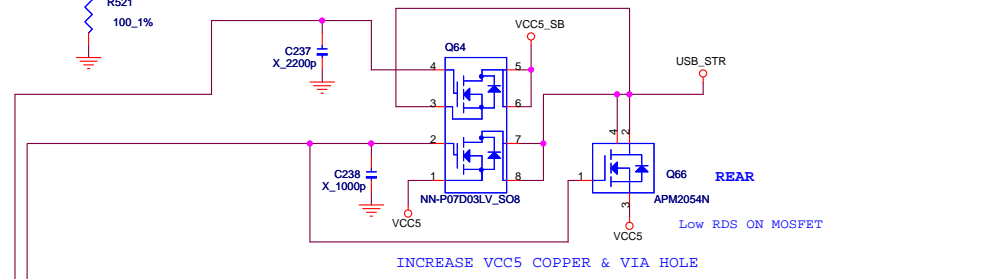 R521
100_1%
VCC5_SB
C237
X_2200p
Q64
USB_STR
4
5
3
6
4
2
2
7
C238
X_1000p
1
8
1
Q66
REAR
NN-P07D03LV_SO8
APM2054N
3
VCC5
Low RDS ON MOSFET
VCC5
INCREASE VCC5 COPPER & VIA HOLE